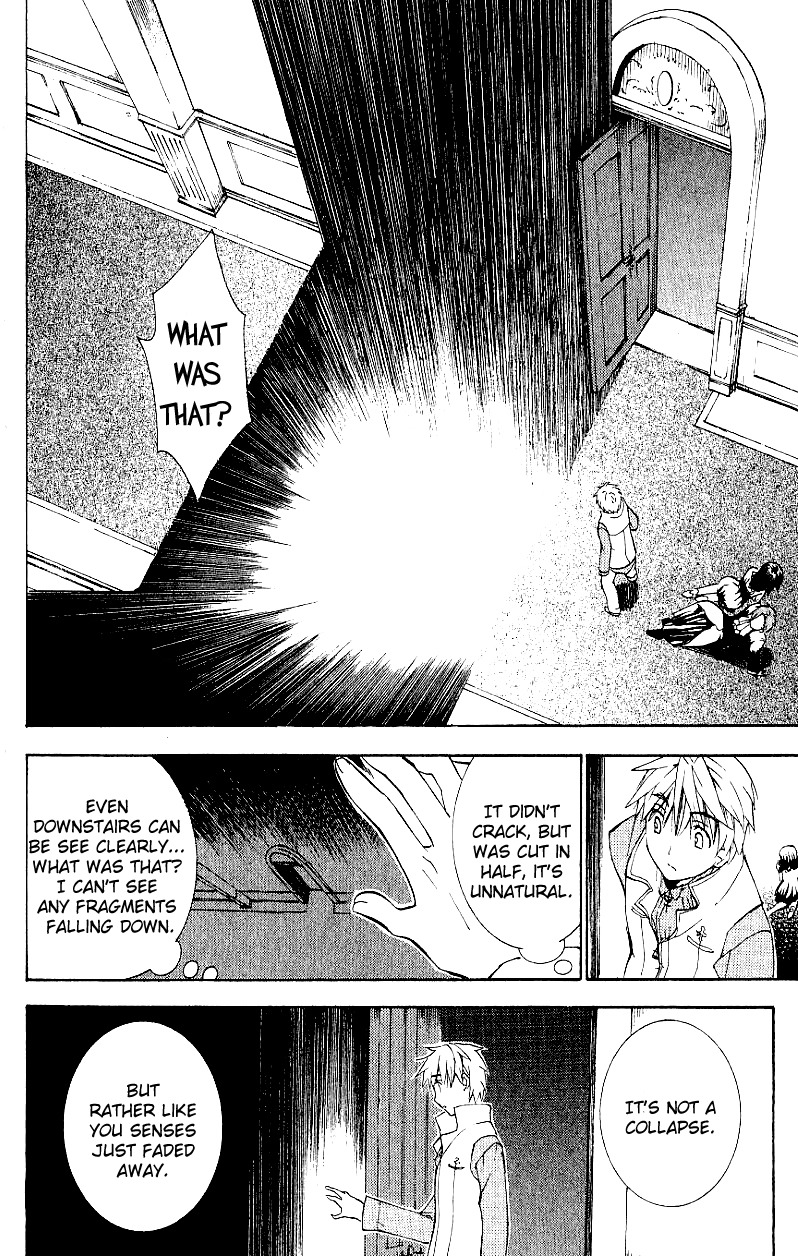 WHAT
WAS
THAT?
IT DIDN'T
CRACK, BUT
WAS CUT IN
HALF, IT'S
UNNATURAL.
EVEN
DOWNSTAIRS CAN
BE SEE CLEARLY...
WHAT WAS THAT?
I CAN'T SEE
ANY FRAGMENTS
FALLING DOWN.
IT'S NOT A
COLLAPSE.
BUT
RATHER LIKE
YOU SENSES
JUST FADED
AWAY.